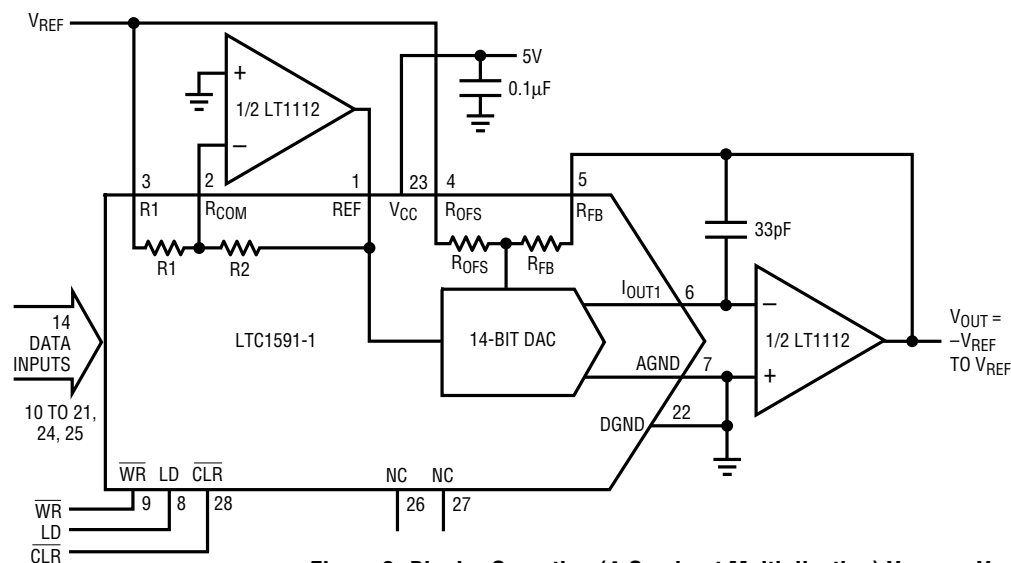 VREF
5V
0.1µF
+
1/2 LT1112
−
3
2
1
23
4
5
R1
RCOM
REF
VCC
ROFS
RFB
33pF
R1
R2
ROFS
RFB
IOUT1
6
−
14
DATA
INPUTS
LTC1591-1
14-BIT DAC
1/2 LT1112
VOUT =
–VREF
TO VREF
AGND
7
+
10 TO 21,
24, 25
DGND
22
WR
LD
CLR
NC
NC
9
8
28
26
27
WR
LD
CLR